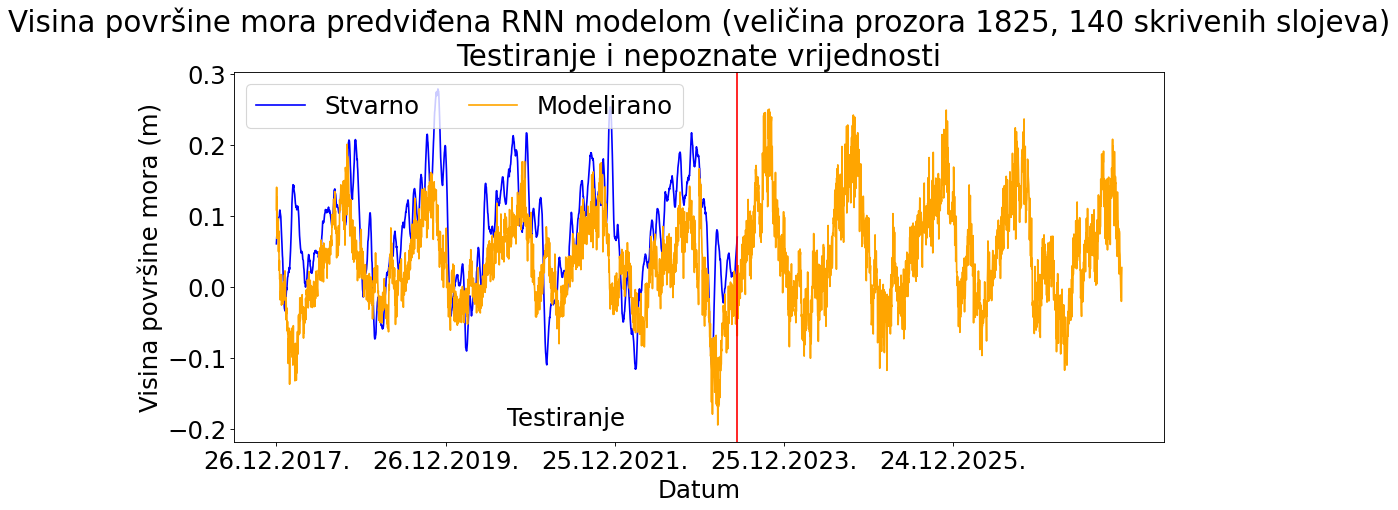 Visina površine mora predviđena RNN modelom (veličina prozora 1825, 140 skrivenih slojeva)
Testiranje i nepoznate vrijednosti
Stvarno
Modelirano
Visina površine mora (m)
0.3
0.2
0.1
0.0
−0.1
−0.2
Testiranje
26.12.2017.
26.12.2019.
25.12.2021.
25.12.2023.
24.12.2025.
Datum